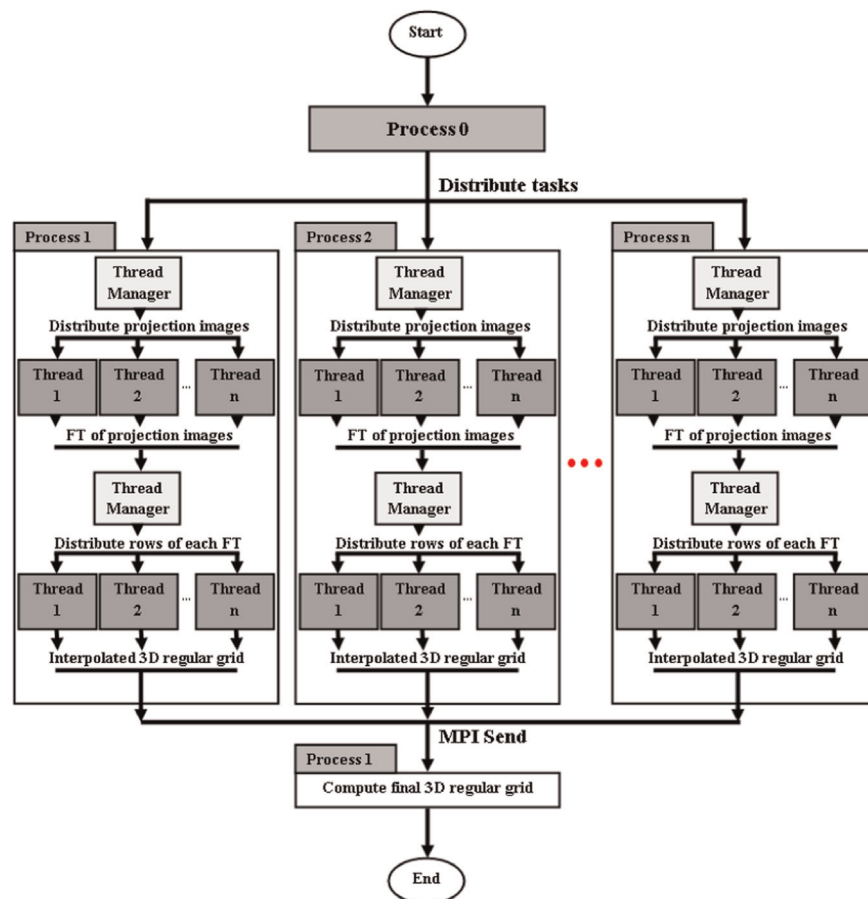 Start
Process 0
Distribute tasks
Process 1
Thread
Manager
Distribute projection images
Thread
1
Thread
2
...
Thread
n
FT of projection images
Thread
Manager
Distribute rows of each FT
Thread
1
Thread
2
...
Thread
n
Interpolated 3D regular grid
Process 2
Thread
Manager
Distribute projection images
Thread
1
Thread
2
...
Thread
n
FT of projection images
Thread
Manager
Distribute rows of each FT
Thread
1
Thread
2
...
Thread
n
Interpolated 3D regular grid
...
Process n
Thread
Manager
Distribute projection images
Thread
1
Thread
2
...
Thread
n
FT of projection images
Thread
Manager
Distribute rows of each FT
Thread
1
Thread
2
...
Thread
n
Interpolated 3D regular grid
MPI Send
Process 1
Compute final 3D regular grid
End